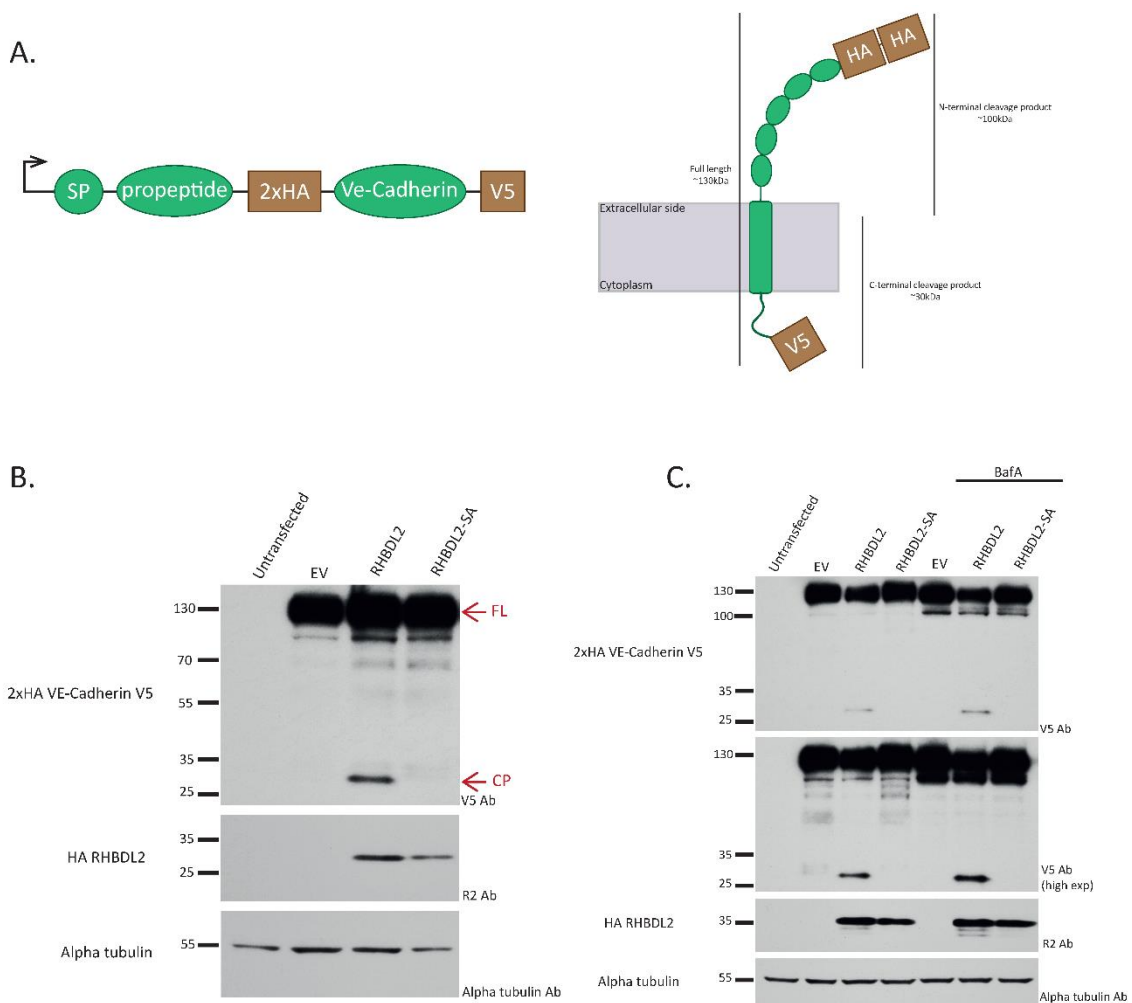 A.
SP
propeptide
2xHA
Ve-Cadherin
V5
HA HA
N-terminal cleavage product
~100kDa
Full length
~130kDa
Extracellular side
Cytoplasm
C-terminal cleavage product
~30kDa
V5
B.
Untransfected
EV
RHBDL2
RHBDL2-SA
130
FL
70
2xHA VE-Cadherin V5
55
35
CP
25
V5 Ab
35
HA RHBDL2
25
R2 Ab
55
Alpha tubulin
Alpha tubulin Ab
C.
BafA
Untransfected
EV
RHBDL2
RHBDL2-SA
EV
RHBDL2
RHBDL2-SA
130
100
2xHA VE-Cadherin V5
35
25
V5 Ab
130
35
V5 Ab
25
(high exp)
HA RHBDL2
35
R2 Ab
Alpha tubulin
55
Alpha tubulin Ab